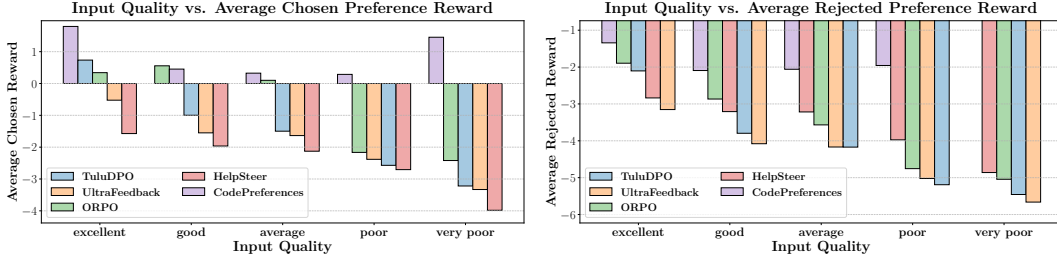 Input Quality vs. Average Chosen Preference Reward
Average Chosen Reward
1
0
−1
−2
−3
−4
TuluDPO
UltraFeedback
ORPO
HelpSteer
CodePreferences
excellent
good
average
poor
very poor
Input Quality
Input Quality vs. Average Rejected Preference Reward
Average Rejected Reward
−1
−2
−3
−4
−5
−6
TuluDPO
UltraFeedback
ORPO
HelpSteer
CodePreferences
excellent
good
average
poor
very poor
Input Quality